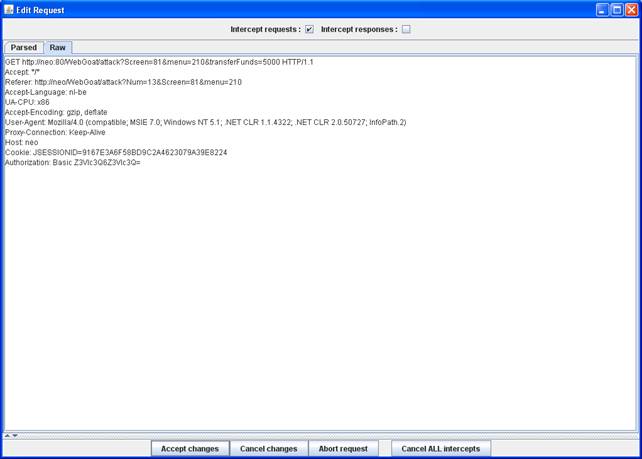 Edit Request
Intercept requests : Intercept responses :
Parsed Raw
GET http://neo:80/WebGoat/attack?Screen=81&menu=210&transferFunds=5000 HTTP/1.1
Accept: "/"
Referer: http://neo/WebGoat/attack?Num=13&Screen=81&menu=210
Accept-Language: nl-be
UA-CPU: x86
Accept-Encoding: gzip, deflate
User-Agent: Mozilla/4.0 (compatible; MSIE 7.0; Windows NT 5.1; .NET CLR 1.1.4322; .NET CLR 2.0.50727; InfoPath.2)
Proxy-Connection: Keep-Alive
Host: neo
Cookie: JSESSIONID=9167E3A6F58BD9C2A4623079A39E8224
Authorization: Basic Z3Vlc3Q6Z3Vlc3Q=
Accept changes Cancel changes Abort request Cancel ALL intercepts